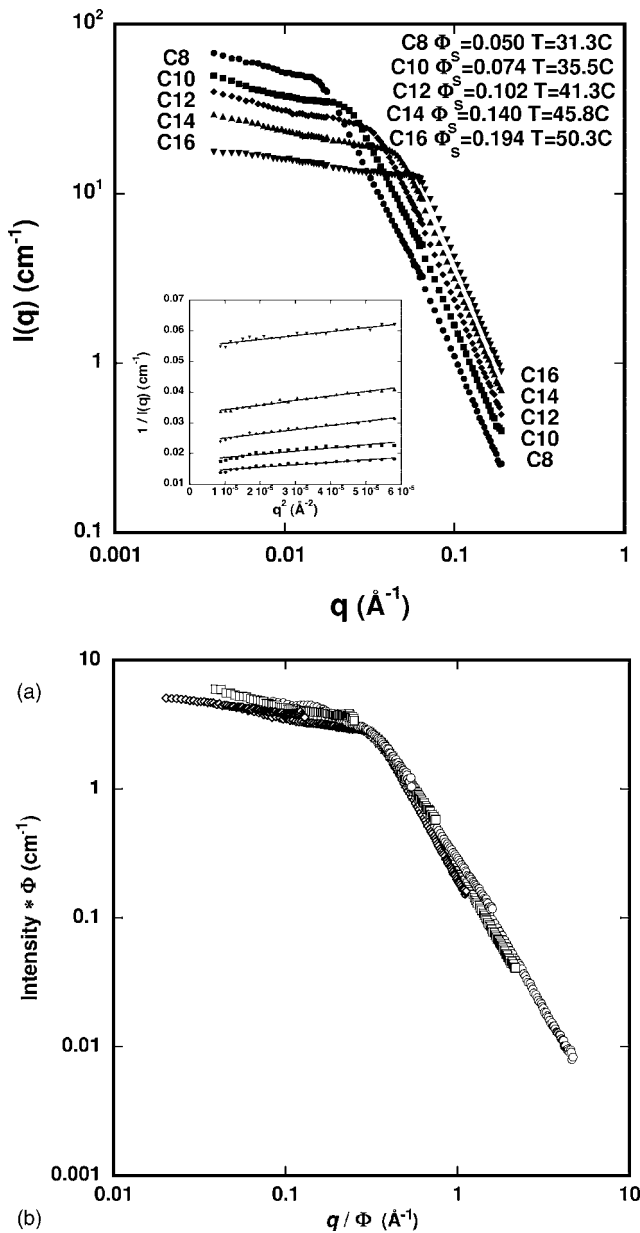 10²
C8 Φₛ=0.050 T=31.3C
C8
C10 Φₛ=0.074 T=35.5C
C10
C12 Φₛ=0.102 T=41.3C
C12
C14 Φₛ=0.140 T=45.8C
C14
C16 Φₛ=0.194 T=50.3C
C16
10¹
I(q) (cm⁻¹)
0.07
0.06
0.05
0.04
0.03
0.02
0.01
1 / I(q) (cm⁻¹)
0 1 10⁻⁵ 2 10⁻⁵ 3 10⁻⁵ 4 10⁻⁵ 5 10⁻⁵ 6 10⁻⁵
q² (Å⁻²)
1
C16
C14
C12
C10
C8
0.1
0.001 0.01 0.1 1
q (Å⁻¹)
(a)
10
1
0.1
0.01
0.001
Intensity * Φ (cm⁻¹)
0.01 0.1 1 10
(b)
q / Φ (Å⁻¹)